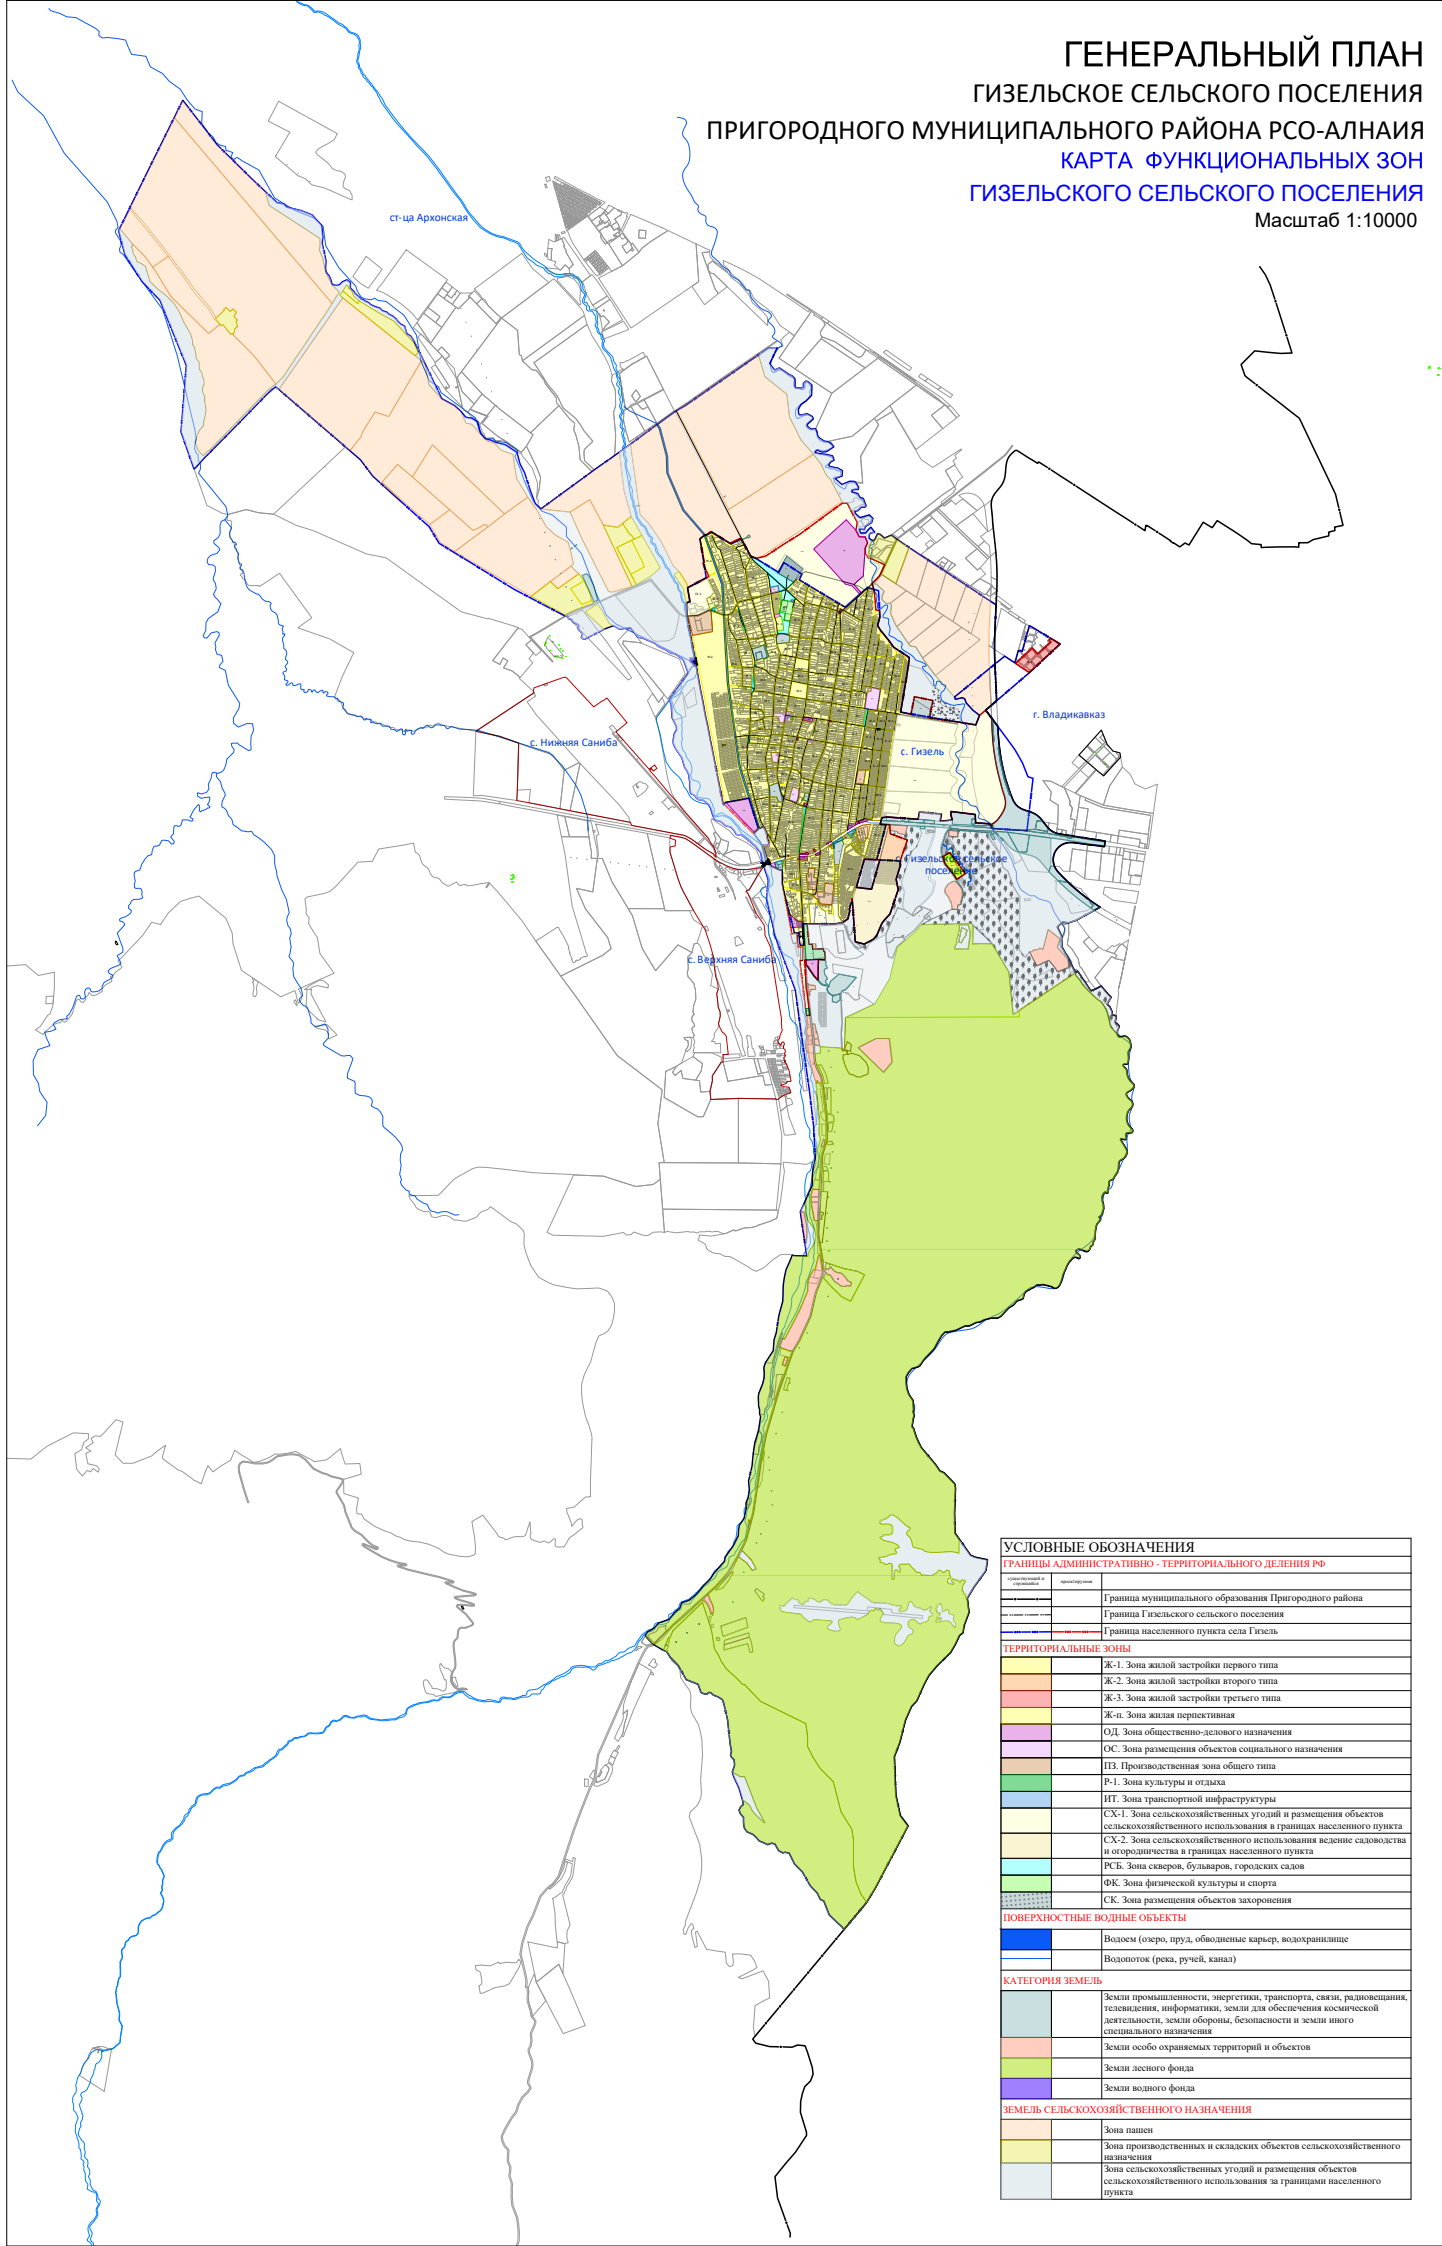 ГЕНЕРАЛЬНЫЙ ПЛАН
ГИЗЕЛЬСКОЕ СЕЛЬСКОГО ПОСЕЛЕНИЯ
ПРИГОРОДНОГО МУНИЦИПАЛЬНОГО РАЙОНА РСО-АЛНАИЯ
КАРТА ФУНКЦИОНАЛЬНЫХ ЗОН
ГИЗЕЛЬСКОГО СЕЛЬСКОГО ПОСЕЛЕНИЯ
Масштаб 1:10000
ст-ца Архонская
г. Владикавказ
с. Нижняя Саниба
с. Гизель
с. Гизельское сельское
поселение
с. Верхняя Саниба
УСЛОВНЫЕ ОБОЗНАЧЕНИЯ
ГРАНИЦЫ АДМИНИСТРАТИВНО - ТЕРРИТОРИАЛЬНОГО ДЕЛЕНИЯ РФ
Граница муниципального образования Пригородного района
Граница Гизельского сельского поселения
Граница населенного пункта села Гизель
ТЕРРИТОРИАЛЬНЫЕ ЗОНЫ
Ж-1. Зона жилой застройки первого типа
Ж-2. Зона жилой застройки второго типа
Ж-3. Зона жилой застройки третьего типа
Ж-п. Зона жилая перпективная
ОД. Зона общественно-делового назначения
ОС. Зона размещения объектов социального назначения
ПЗ. Производственная зона общего типа
Р-1. Зона культуры и отдыха
ИТ. Зона транспортной инфраструктуры
СХ-1. Зона сельскохозяйственных угодий и размещения объектов
сельскохозяйственного использования в границах населенного пункта
СХ-2. Зона сельскохозяйственного использования ведение садоводства
и огородничества в границах населенного пункта
РСБ. Зона скверов, бульваров, городских садов
ФК. Зона физической культуры и спорта
СК. Зона размещения объектов захоронения
ПОВЕРХНОСТНЫЕ ВОДНЫЕ ОБЪЕКТЫ
Водоем (озеро, пруд, обводненые карьер, водохранилище
Водопоток (река, ручей, канал)
КАТЕГОРИЯ ЗЕМЕЛЬ
Земли промышленности, энергетики, транспорта, связи, радиовещания,
телевидения, информатики, земли для обеспечения космической
деятельности, земли обороны, безопасности и земли иного
специального назначения
Земли особо охраняемых территорий и объектов
Земли лесного фонда
Земли водного фонда
ЗЕМЕЛЬ СЕЛЬСКОХОЗЯЙСТВЕННОГО НАЗНАЧЕНИЯ
Зона пашен
Зона производственных и складских объектов сельскохозяйственного
назначения
Зона сельскохозяйственных угодий и размещения объектов
сельскохозяйственного использования за границами населенного
пункта